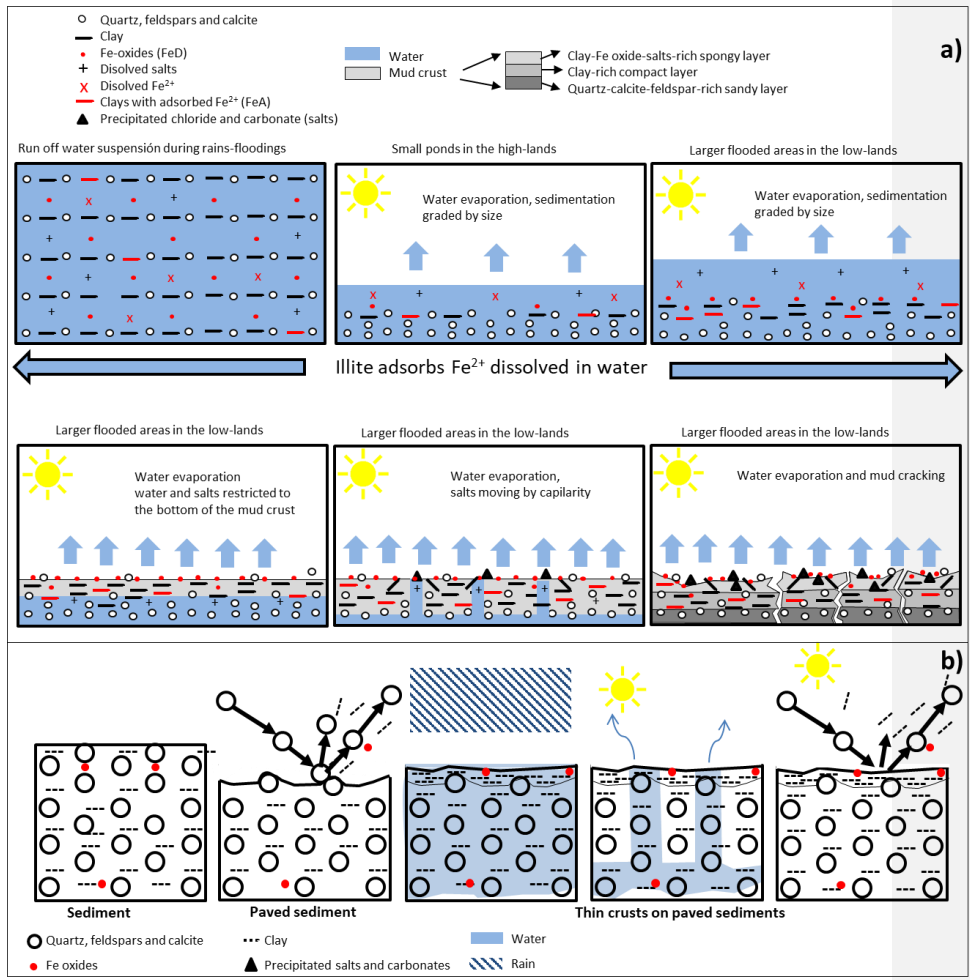 Quartz, feldspars and calcite
Clay
Fe-oxides (FeD)
Disolved salts
Disolved Fe²⁺
Clays with adsorbed Fe²⁺ (FeA)
Precipitated chloride and carbonate (salts)
Water
Mud crust
Clay-Fe oxide-salts-rich spongy layer
Clay-rich compact layer
Quartz-calcite-feldspar-rich sandy layer
a)
Run off water suspensión during rains-floodings
Small ponds in the high-lands
Larger flooded areas in the low-lands
Water evaporation, sedimentation
graded by size
Water evaporation, sedimentation
graded by size
Illite adsorbs Fe²⁺ dissolved in water
Larger flooded areas in the low-lands
Larger flooded areas in the low-lands
Larger flooded areas in the low-lands
Water evaporation
water and salts restricted to
the bottom of the mud crust
Water evaporation,
salts moving by capilarity
Water evaporation and mud cracking
b)
Sediment
Paved sediment
Thin crusts on paved sediments
Quartz, feldspars and calcite
Clay
Water
Fe oxides
Precipitated salts and carbonates
Rain